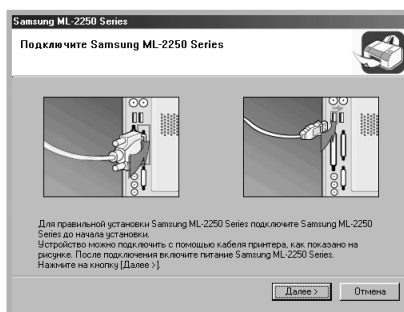 Samsung ML-2250 Series
Подключите Samsung ML-2250 Series
Для правильной установки Samsung ML-2250 Series подключите Samsung ML-2250
Series до начала установки.
Устройство можно подключить с помощью кабеля принтера, как показано на
рисунке. После подключения включите питание Samsung ML-2250 Series.
Нажмите на кнопку [Далее >].
Далее >
Отмена